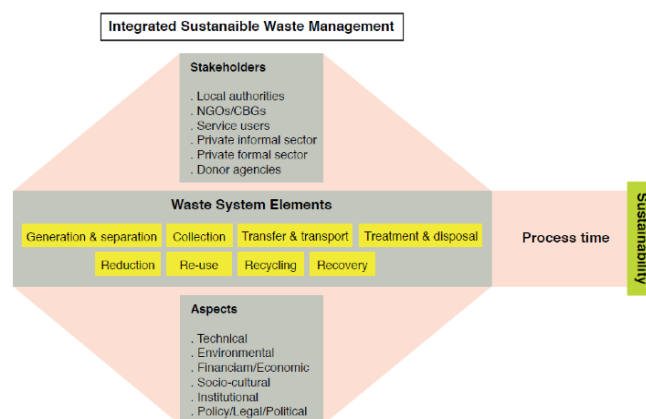 Integrated Sustanaible Waste Management
Stakeholders
. Local authorities
. NGOs/CBGs
. Service users
. Private informal sector
. Private formal sector
. Donor agencies
Waste System Elements
Generation & separation Collection Transfer & transport Treatment & disposal
Reduction Re-use Recycling Recovery
Process time
Sustainability
Aspects
. Technical
. Environmental
. Financiam/Economic
. Socio-cultural
. Institutional
. Policy/Legal/Political